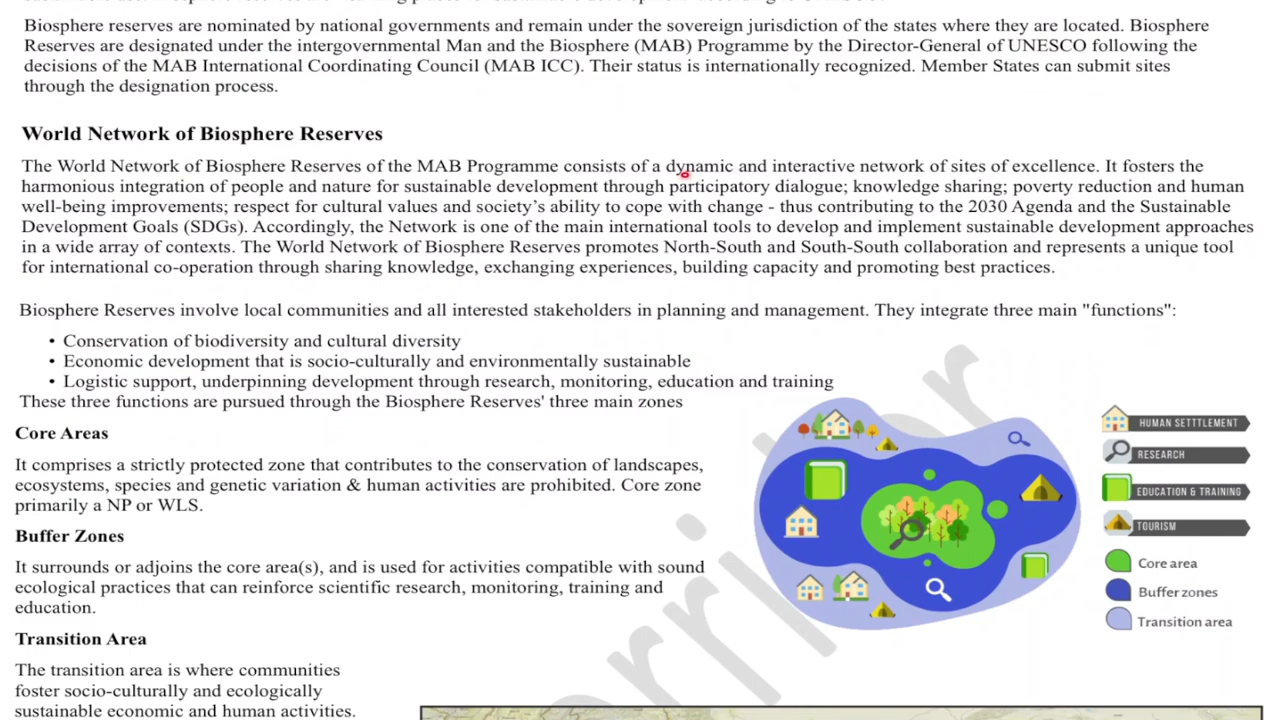 Biosphere reserves are nominated by national governments and remain under the sovereign jurisdiction of the states where they are located. Biosphere
Reserves are designated under the intergovernmental Man and the Biosphere (MAB) Programme by the Director-General of UNESCO following the
decisions of the MAB International Coordinating Council (MAB ICC). Their status is internationally recognized. Member States can submit sites
through the designation process.
World Network of Biosphere Reserves
The World Network of Biosphere Reserves of the MAB Programme consists of a dynamic and interactive network of sites of excellence. It fosters the
harmonious integration of people and nature for sustainable development through participatory dialogue; knowledge sharing; poverty reduction and human
well-being improvements; respect for cultural values and society's ability to cope with change - thus contributing to the 2030 Agenda and the Sustainable
Development Goals (SDGs). Accordingly, the Network is one of the main international tools to develop and implement sustainable development approaches
in a wide array of contexts. The World Network of Biosphere Reserves promotes North-South and South-South collaboration and represents a unique tool
for international co-operation through sharing knowledge, exchanging experiences, building capacity and promoting best practices.
Biosphere Reserves involve local communities and all interested stakeholders in planning and management. They integrate three main "functions":
• Conservation of biodiversity and cultural diversity
• Economic development that is socio-culturally and environmentally sustainable
• Logistic support, underpinning development through research, monitoring, education and training
These three functions are pursued through the Biosphere Reserves' three main zones
Core Areas
It comprises a strictly protected zone that contributes to the conservation of landscapes,
ecosystems, species and genetic variation & human activities are prohibited. Core zone
primarily a NP or WLS.
Buffer Zones
It surrounds or adjoins the core area(s), and is used for activities compatible with sound
ecological practices that can reinforce scientific research, monitoring, training and
education.
Transition Area
The transition area is where communities
foster socio-culturally and ecologically
sustainable economic and human activities.
HUMAN SETTTLEMENT
RESEARCH
EDUCATION & TRAINING
TOURISM
Core area
Buffer zones
Transition area